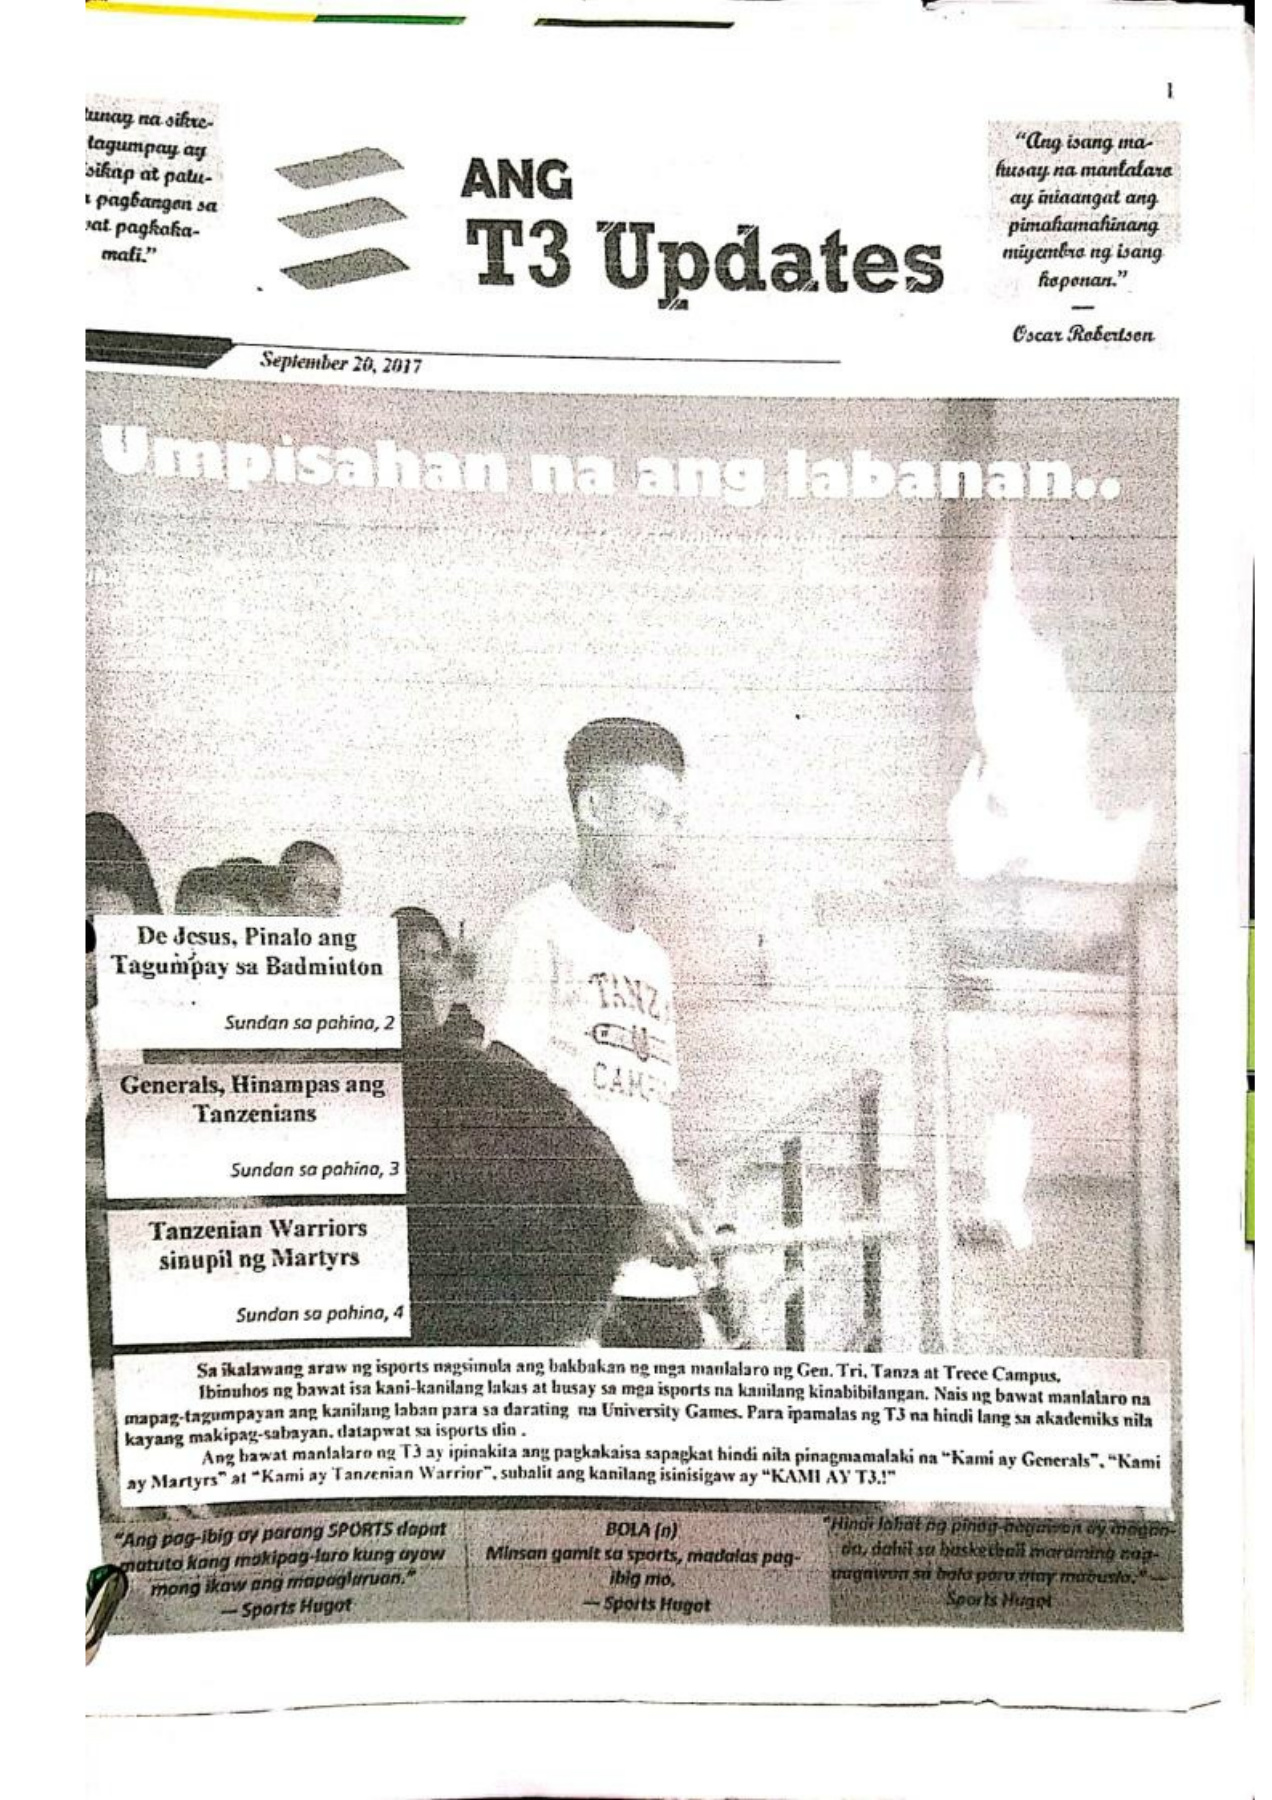 1
tunay na sikre-
tagumpay ay
sikap at patu-
pagbangon sa
pagkaka-
mali.”
ANG
T3 Updates
“Ang isang ma-
husay na manlalaro
ay iniaangat ang
pimakamahinang
miyembro ng isang
koponan.”
—
Oscar Robertson
September 20, 2017
Umpisahan na ang labanan..
De Jesus, Pinalo ang
Tagumpay sa Badminton
Sundan sa pahina, 2
Generals, Hinampas ang
Tanzenians
Sundan sa pahina, 3
Tanzenian Warriors
sinupil ng Martyrs
Sundan sa pahina, 4
TANZ
CAMP
Sa ikalawang araw ng isports nagsimula ang bakbakan ng mga manlalaro ng Gen. Tri, Tanza at Trece Campus.
Ibinuhos ng bawat isa kani-kanilang lakas at husay sa mga isports na kanilang kinabibilangan. Nais ng bawat manlalaro na
mapag-tagumpayan ang kanilang laban para sa darating na University Games. Para ipamalas ng T3 na hindi lang sa akademiks nila
kayang makipag-sabayan, datapwat sa isports din .
Ang bawat manlalaro ng T3 ay ipinakita ang pagkakaisa sapagkat hindi nila pinagmamalaki na “Kami ay Generals”, “Kami
ay Martyrs” at “Kami ay Tanzenian Warrior”, subalit ang kanilang isinisigaw ay “KAMI AY T3.!”
“Ang pag-ibig ay parang SPORTS dapat
matuto kang makipag-laro kung ayaw
mong ikaw ang mapaglaruan.”
— Sports Hugot
BOLA (n)
Minsan gamit sa sports, madalas pag-
ibig mo.
— Sports Hugot
“Hindi lahat ng pinag-aagawan ay magan-
da, dahil sa basketball maraming nag-
aagawan sa bola para may mabusla.” —
Sports Hugot